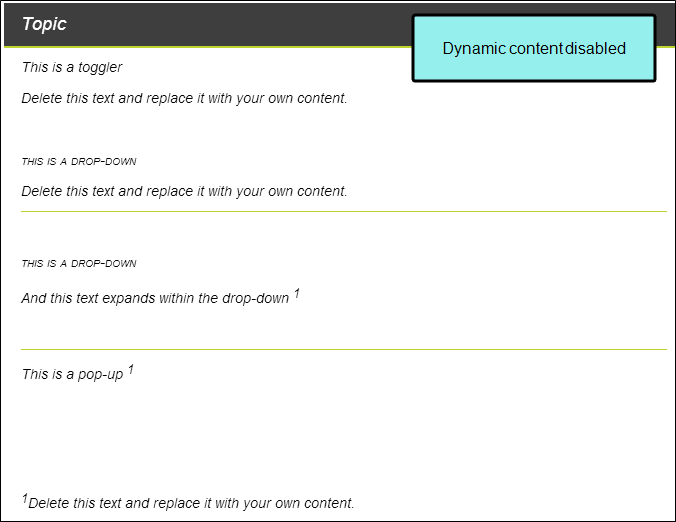 Topic
Dynamic content disabled
This is a toggler
Delete this text and replace it with your own content.
THIS IS A DROP-DOWN
Delete this text and replace it with your own content.
THIS IS A DROP-DOWN
And this text expands within the drop-down 1
This is a pop-up 1
1Delete this text and replace it with your own content.